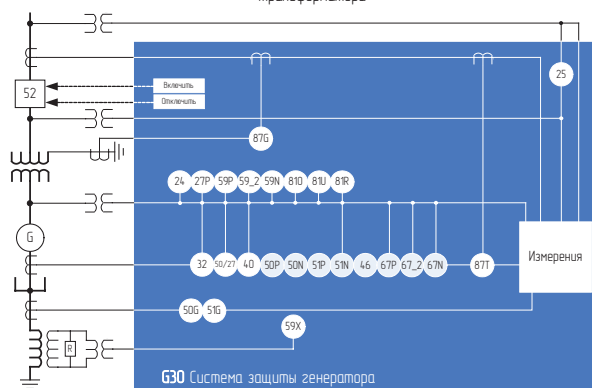 трансформатора
25
Включить
52
Отключить
87G
24 27P 59P 59_2 59N 81O 81U 81R
G
32 50/27 40 50P 50N 51P 51N 46 67P 67_2 67N 87T
Измерения
50G 51G
59X
R
G30 Система защиты генератора